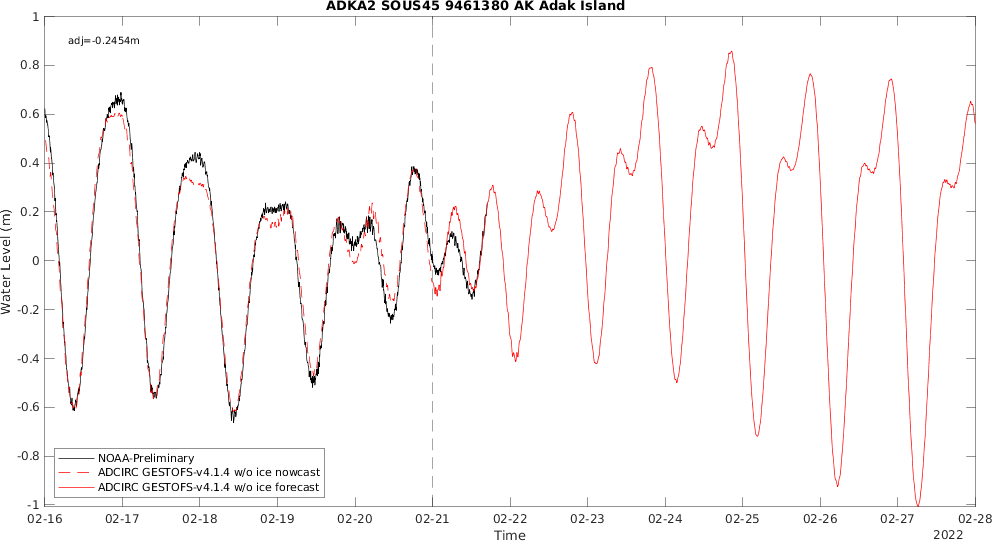 ADKA2 SOUS45 9461380 AK Adak Island
adj=-0.2454m
1
0.8
0.6
0.4
0.2
0
-0.2
-0.4
-0.6
-0.8
-1
Water Level (m)
NOAA-Preliminary
ADCIRC GESTOFS-v4.1.4 w/o ice nowcast
ADCIRC GESTOFS-v4.1.4 w/o ice forecast
02-16 02-17 02-18 02-19 02-20 02-21 02-22 02-23 02-24 02-25 02-26 02-27 02-28
Time
2022